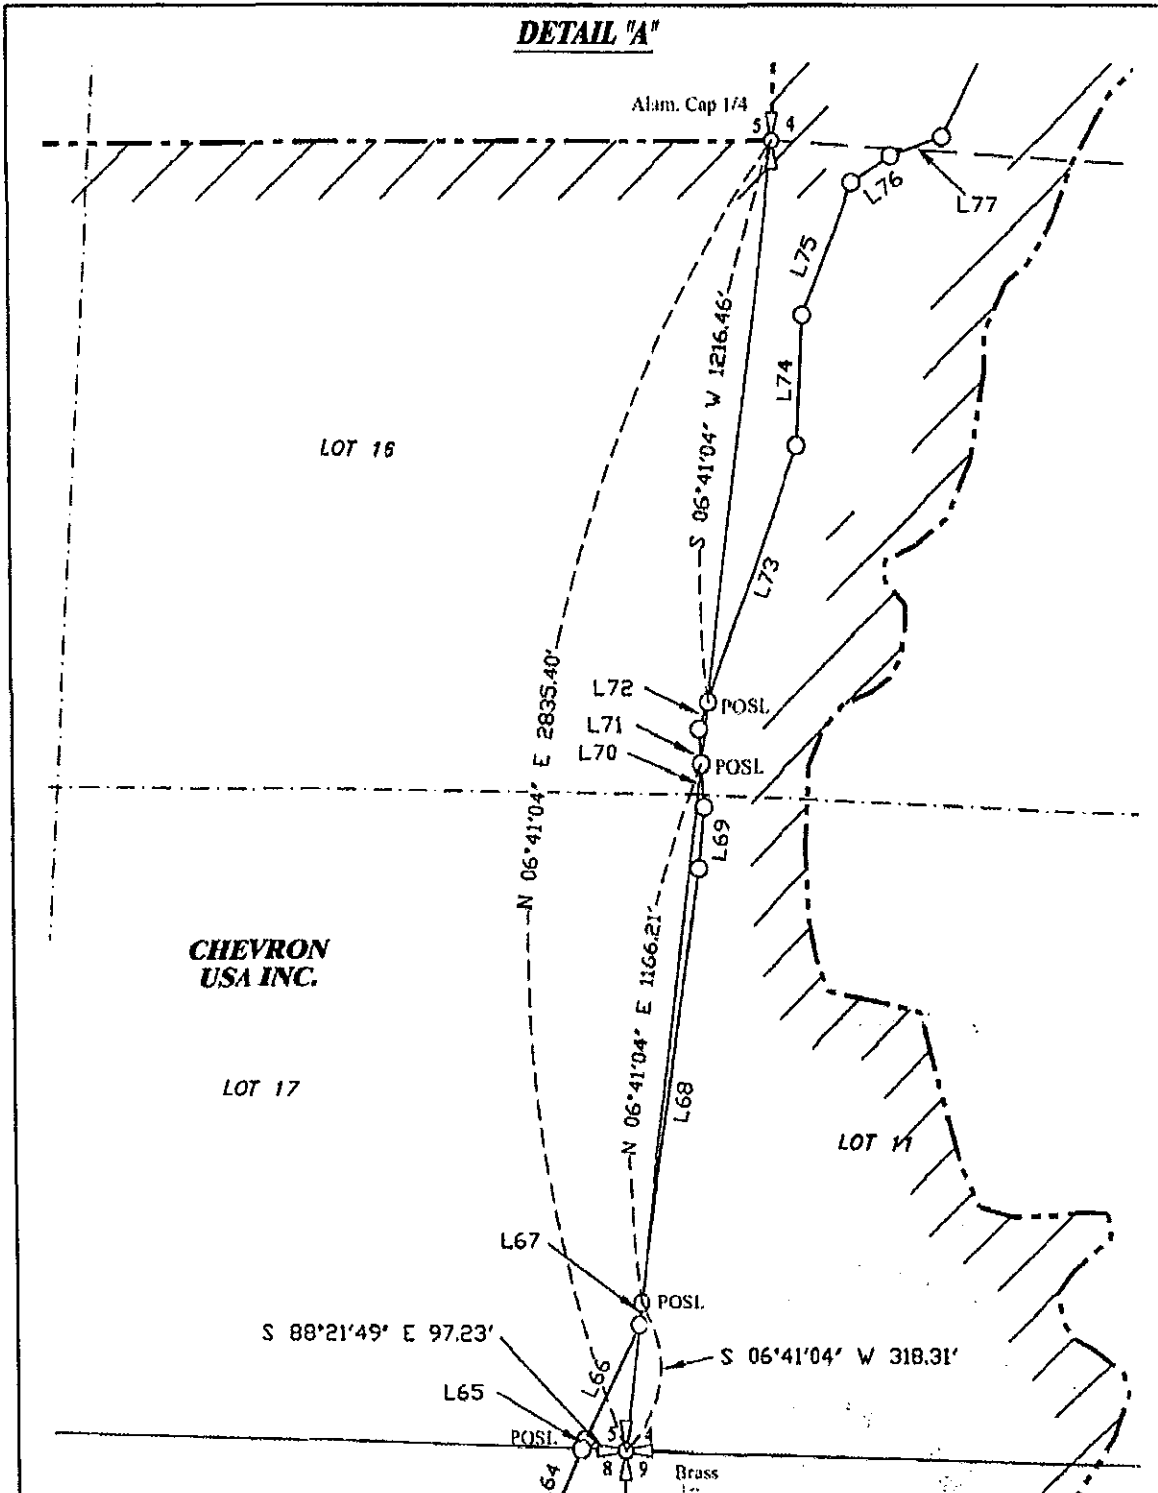 DETAIL "A"
Alum. Cap 1/4
5 4
L76
L77
L75
S 06°41'04" W 1216.46'
L74
LOT 16
L73
N 06°41'04" E 2835.40'
L72
POSL
L71
L70
POSL
L69
CHEVRON
USA INC.
N 06°41'04" E 1166.21'
LOT 17
L68
LOT 11
L67
POSL
S 88°21'49" E 97.23'
S 06°41'04" W 318.31'
L66
L65
POSL
5
8 9
Brass
64